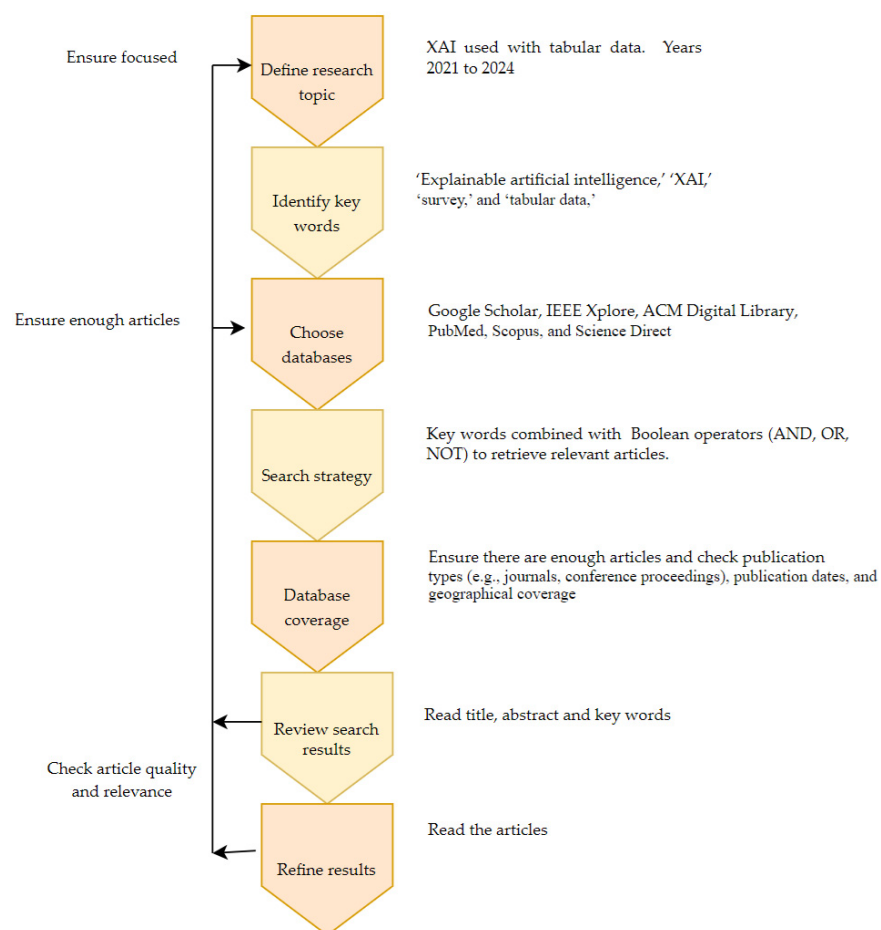 Ensure focused
Define research
topic
XAI used with tabular data. Years
2021 to 2024
Identify key
words
‘Explainable artificial intelligence,’ ‘XAI,’
‘survey,’ and ‘tabular data,’
Ensure enough articles
Choose
databases
Google Scholar, IEEE Xplore, ACM Digital Library,
PubMed, Scopus, and Science Direct
Search strategy
Key words combined with Boolean operators (AND, OR,
NOT) to retrieve relevant articles.
Database
coverage
Ensure there are enough articles and check publication
types (e.g., journals, conference proceedings), publication dates, and
geographical coverage
Review search
results
Read title, abstract and key words
Check article quality
and relevance
Refine results
Read the articles